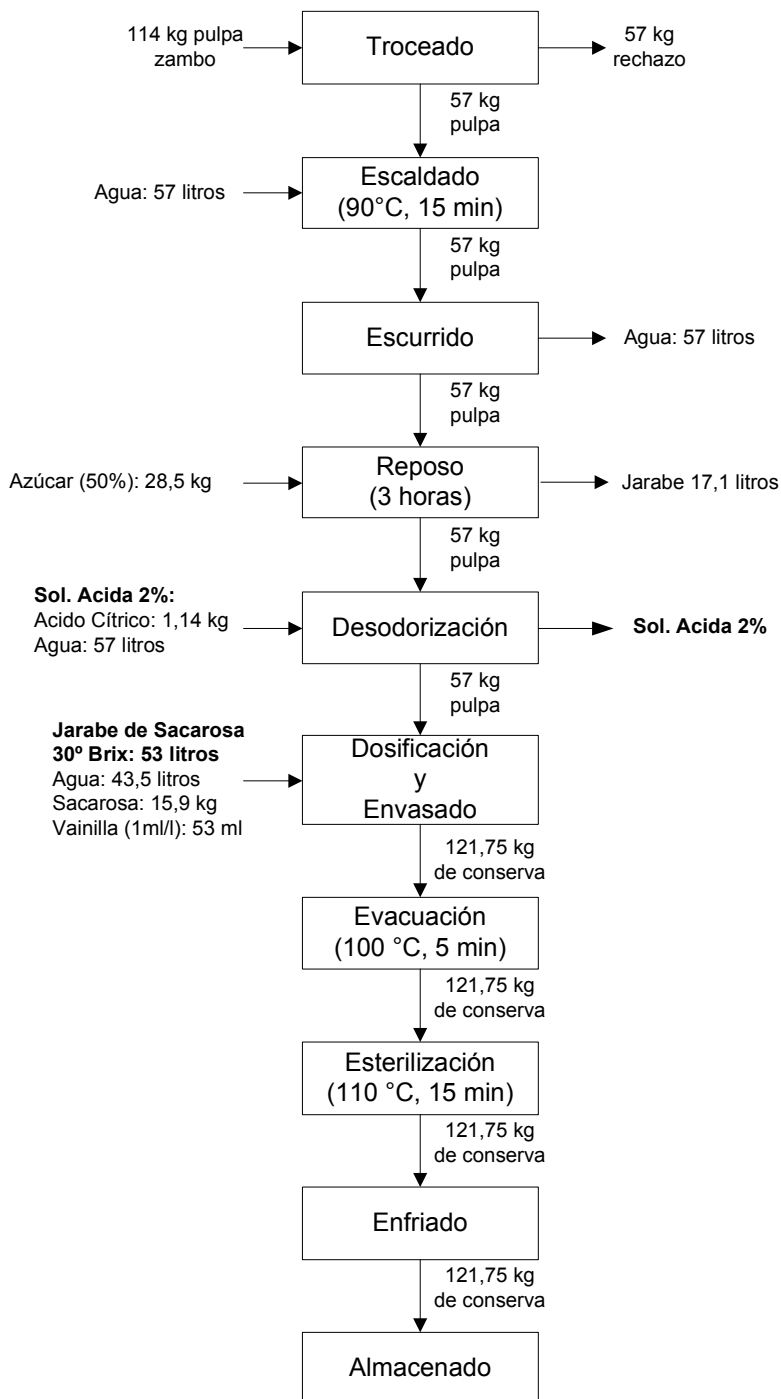 114 kg pulpa
zambo
Troceado
57 kg
rechazo
57 kg
pulpa
Agua: 57 litros
Escaldado
(90°C, 15 min)
57 kg
pulpa
Escurrido
Agua: 57 litros
57 kg
pulpa
Azúcar (50%): 28,5 kg
Reposo
(3 horas)
Jarabe 17,1 litros
57 kg
pulpa
Sol. Acida 2%:
Acido Cítrico: 1,14 kg
Agua: 57 litros
Desodorización
Sol. Acida 2%
57 kg
pulpa
Jarabe de Sacarosa
30º Brix: 53 litros
Agua: 43,5 litros
Sacarosa: 15,9 kg
Vainilla (1ml/l): 53 ml
Dosificación
y
Envasado
121,75 kg
de conserva
Evacuación
(100 °C, 5 min)
121,75 kg
de conserva
Esterilización
(110 °C, 15 min)
121,75 kg
de conserva
Enfriado
121,75 kg
de conserva
Almacenado